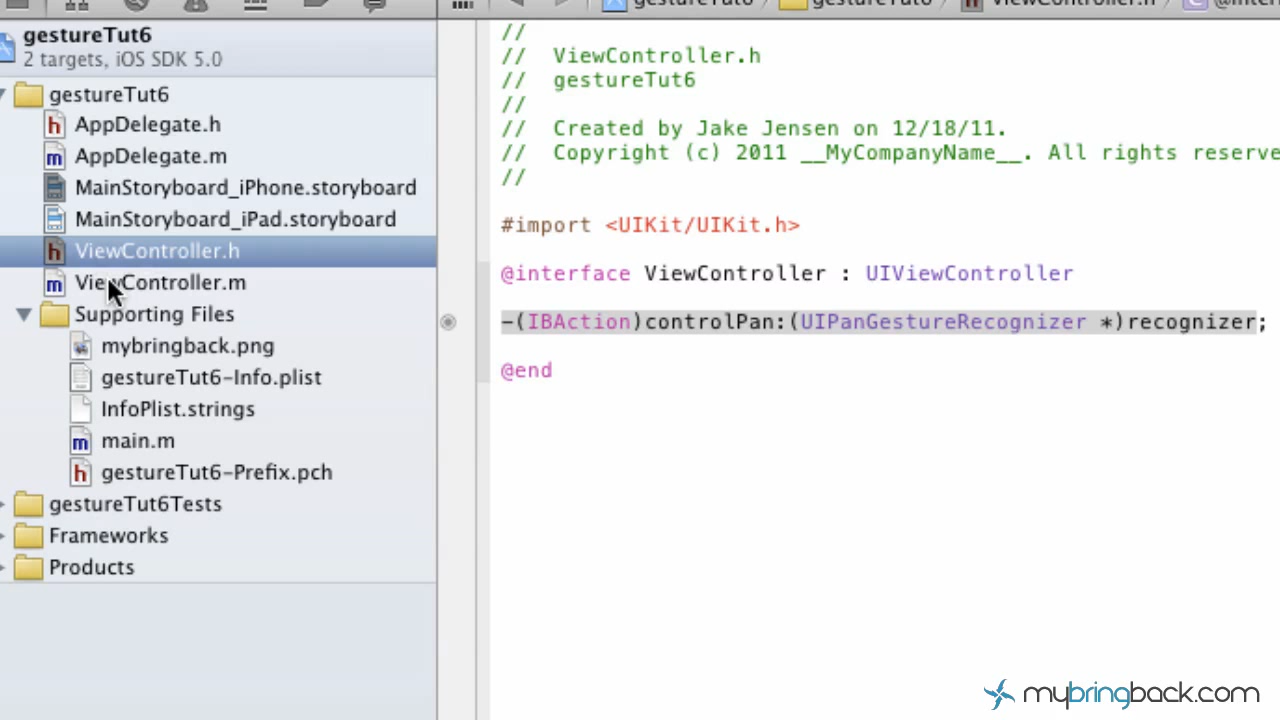 gestureTut6
2 targets, iOS SDK 5.0
gestureTut6
AppDelegate.h
AppDelegate.m
MainStoryboard_iPhone.storyboard
MainStoryboard_iPad.storyboard
ViewController.h
ViewController.m
Supporting Files
mybringback.png
gestureTut6-Info.plist
InfoPlist.strings
main.m
gestureTut6-Prefix.pch
gestureTut6Tests
Frameworks
Products
//
// ViewController.h
// gestureTut6
//
// Created by Jake Jensen on 12/18/11.
// Copyright (c) 2011 __MyCompanyName__. All rights reserve
//
#import <UIKit/UIKit.h>
@interface ViewController : UIViewController
-(IBAction)controlPan:(UIPanGestureRecognizer *)recognizer;
@end
mybringback.com